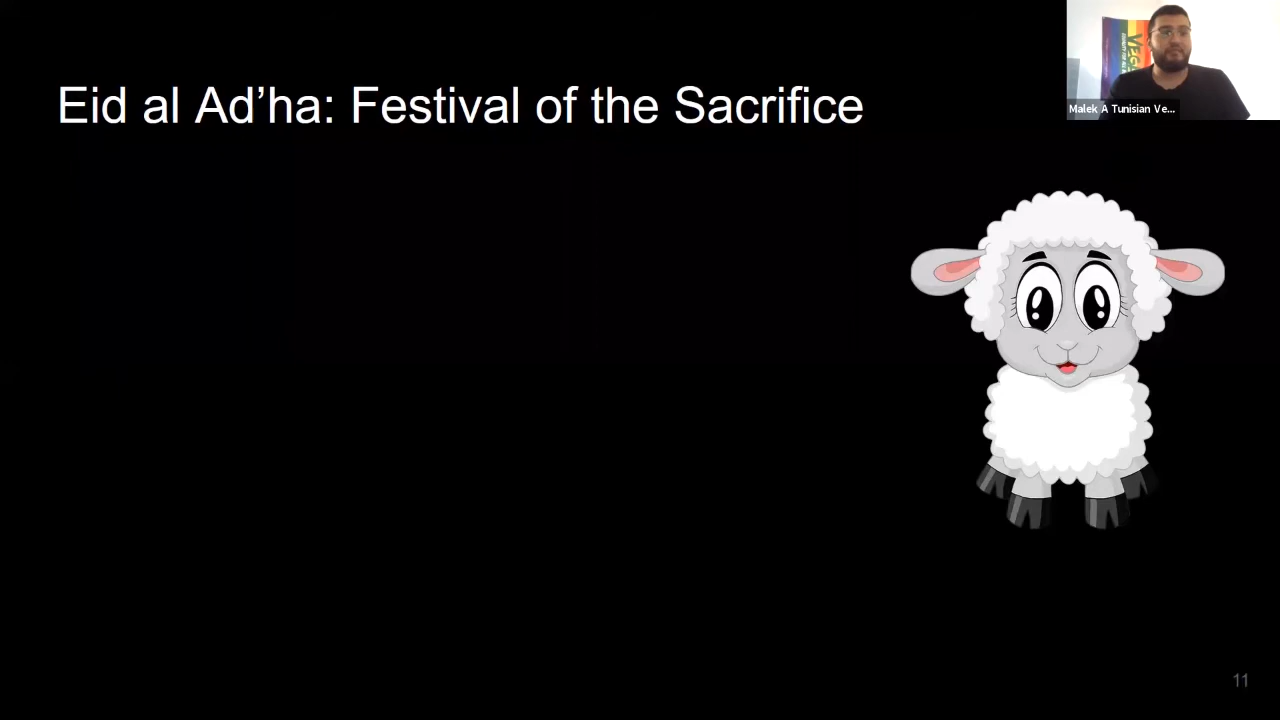 Eid al Ad’ha: Festival of the Sacrifice
Malek A Tunisian Ve...
11